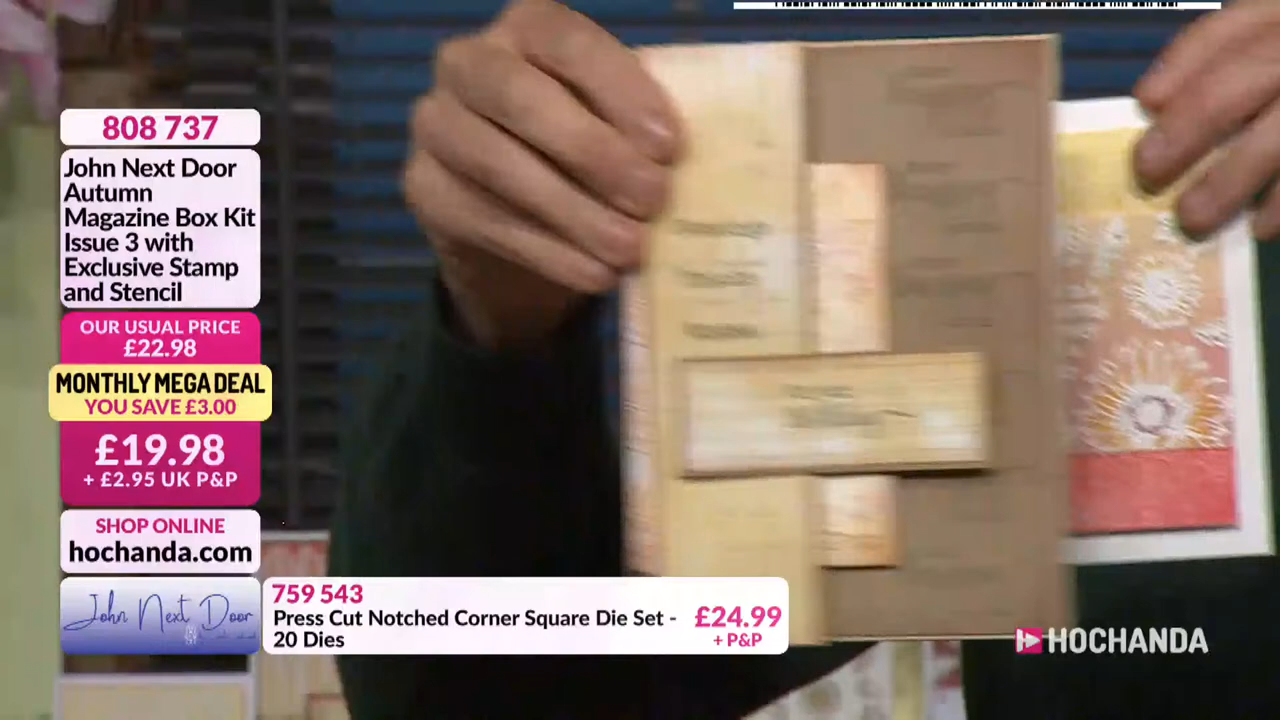 808 737
John Next Door
Autumn
Magazine Box Kit
Issue 3 with
Exclusive Stamp
and Stencil
OUR USUAL PRICE
£22.98
MONTHLY MEGA DEAL
YOU SAVE £3.00
£19.98
+ £2.95 UK P&P
SHOP ONLINE
hochanda.com
John Next Door
759 543
Press Cut Notched Corner Square Die Set -
20 Dies
£24.99
+ P&P
HOCHANDA